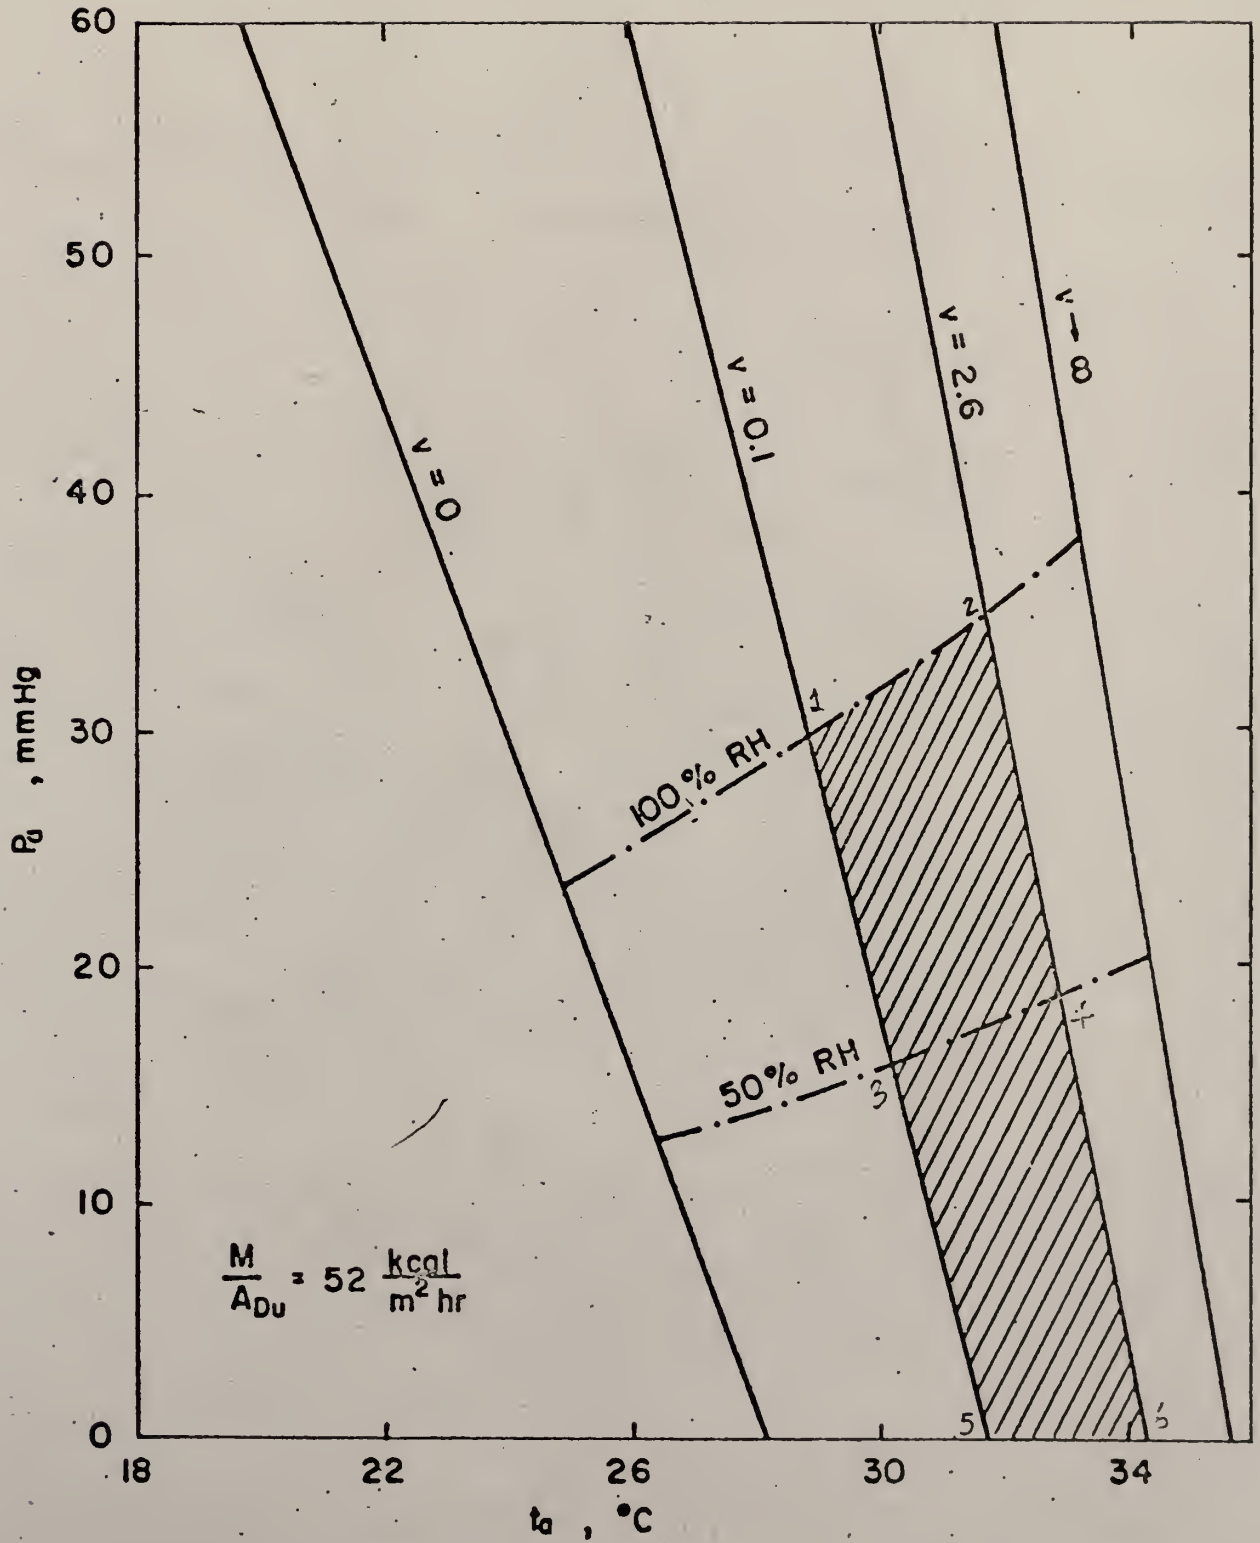 60
50
40
30
20
10
0
Pa , mmHg
18
22
26
30
34
ta , °C
v = 0
v = 0.1
v = 2.6
v → ∞
100% RH
50% RH
1
2
3
4
5
6
M/ADu = 52 kcal/m² hr